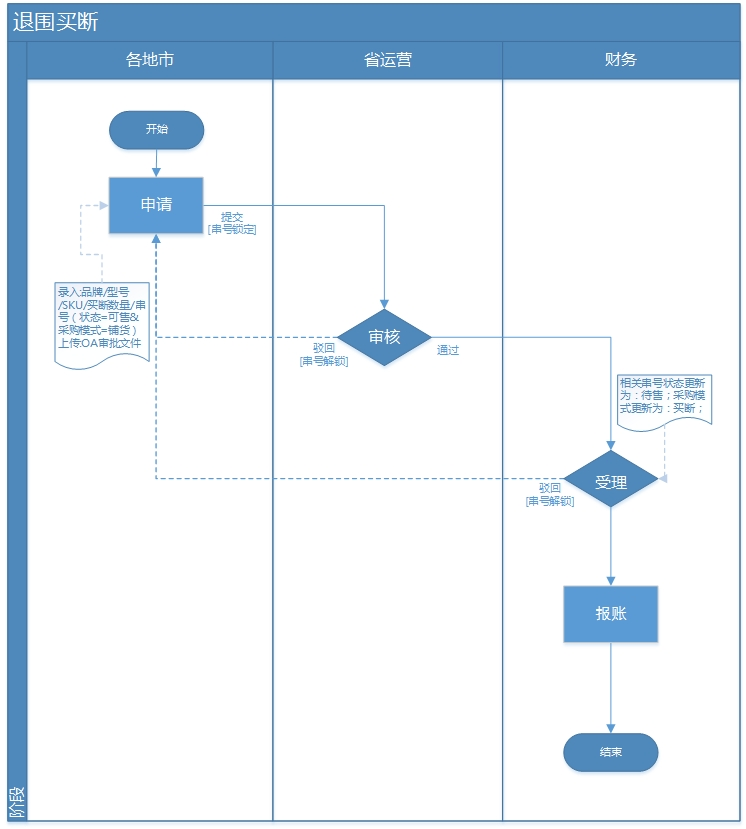 退围买断
各地市
省运营
财务
开始
申请
提交
[串号锁定]
录入:品牌/型号
/SKU/买断数量/串
号（状态=可售&
采购模式=铺货）
上传:OA审批文件
审核
驳回
[串号解锁]
通过
相关串号状态更新
为：待售；采购模
式更新为：买断；
受理
驳回
[串号解锁]
报账
结束
阶段